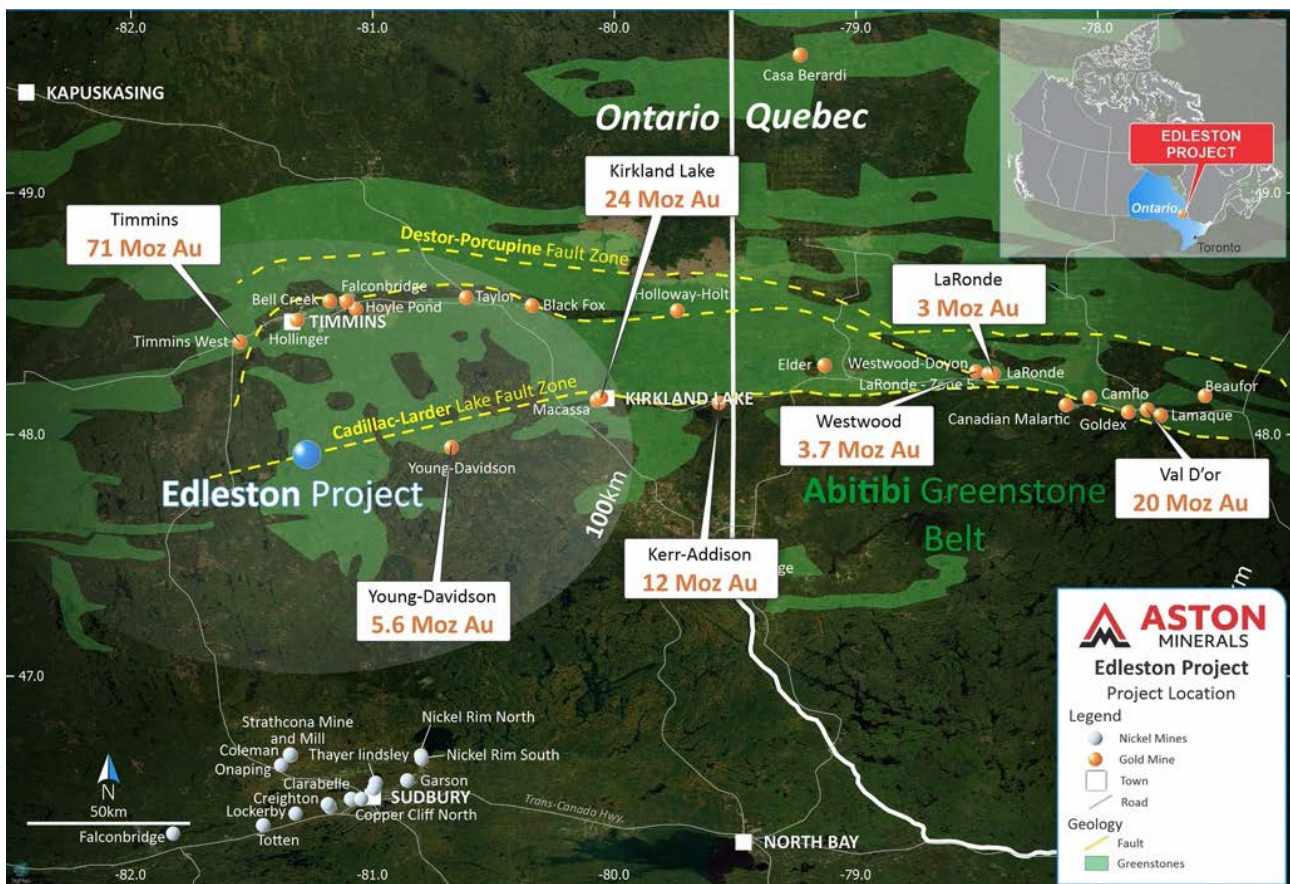 -82.0
-81.0
-80.0
-79.0
-78.0
KAPUSKASING
Casa Berardi
Ontario
Quebec
EDLESTON
PROJECT
Ontario
Toronto
49.0
49.0
Kirkland Lake
24 Moz Au
Timmins
71 Moz Au
Destor-Porcupine Fault Zone
Falconbridge
Bell Creek
Hoyle Pond
Taylor
Black Fox
Holloway-Holt
TIMMINS
Hollinger
Timmins West
LaRonde
3 Moz Au
Elder
Westwood-Doyon
LaRonde
LaRonde - Zone 5
Camflo
Beaufor
Cadillac-Larder Lake Fault Zone
Macassa
KIRKLAND LAKE
Canadian Malartic
Goldex
Lamaque
Westwood
3.7 Moz Au
48.0
48.0
Young-Davidson
Edleston Project
100km
Val D'or
20 Moz Au
Abitibi Greenstone
Belt
Kerr-Addison
12 Moz Au
Young-Davidson
5.6 Moz Au
47.0
ASTON
MINERALS
Edleston Project
Project Location
Legend
Nickel Mines
Gold Mine
Town
Road
Geology
Fault
Greenstones
Strathcona Mine
and Mill
Nickel Rim North
Coleman
Thayer lindsley
Nickel Rim South
Onaping
Clarabelle
Garson
Creighton
SUDBURY
Lockerby
Copper Cliff North
Totten
Falconbridge
Trans-Canada Hwy.
NORTH BAY
N
50km
-82.0
-81.0
-80.0
-79.0